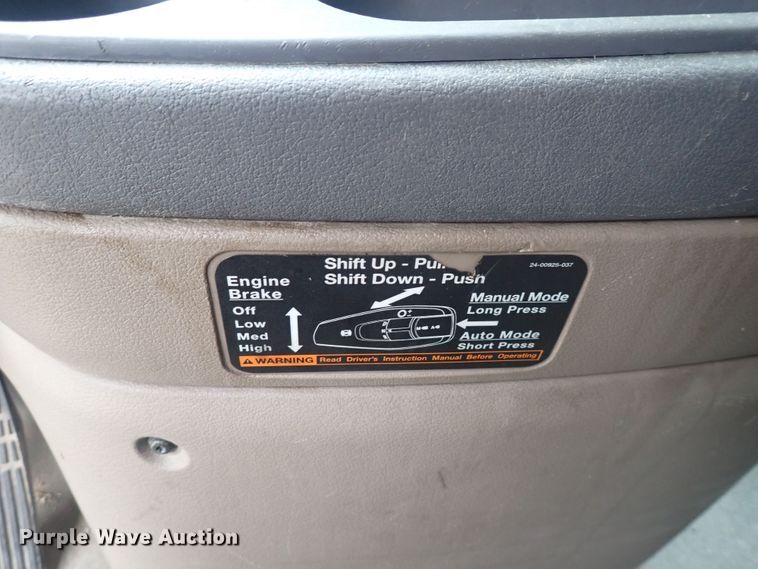 Shift Up - Pull
24-00925-037
Engine
Brake
Shift Down - Push
Manual Mode
Long Press
Off
Low
Med
High
Auto Mode
Short Press
WARNING Read Driver's Instruction Manual Before Operating
Purple Wave Auction